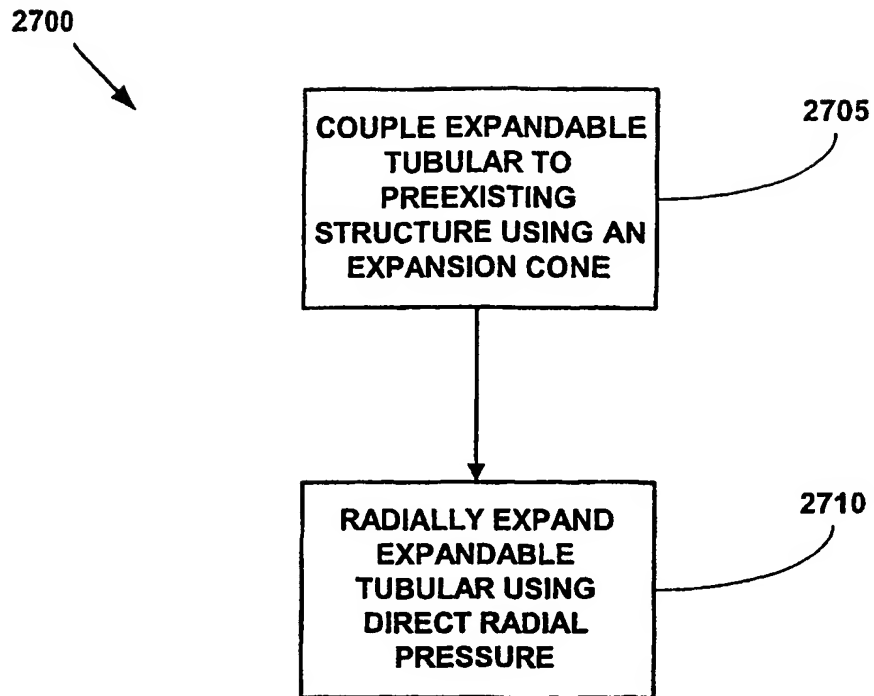 2700
COUPLE EXPANDABLE
TUBULAR TO
PREEXISTING
STRUCTURE USING AN
EXPANSION CONE
2705
RADIALLY EXPAND
EXPANDABLE
TUBULAR USING
DIRECT RADIAL
PRESSURE
2710